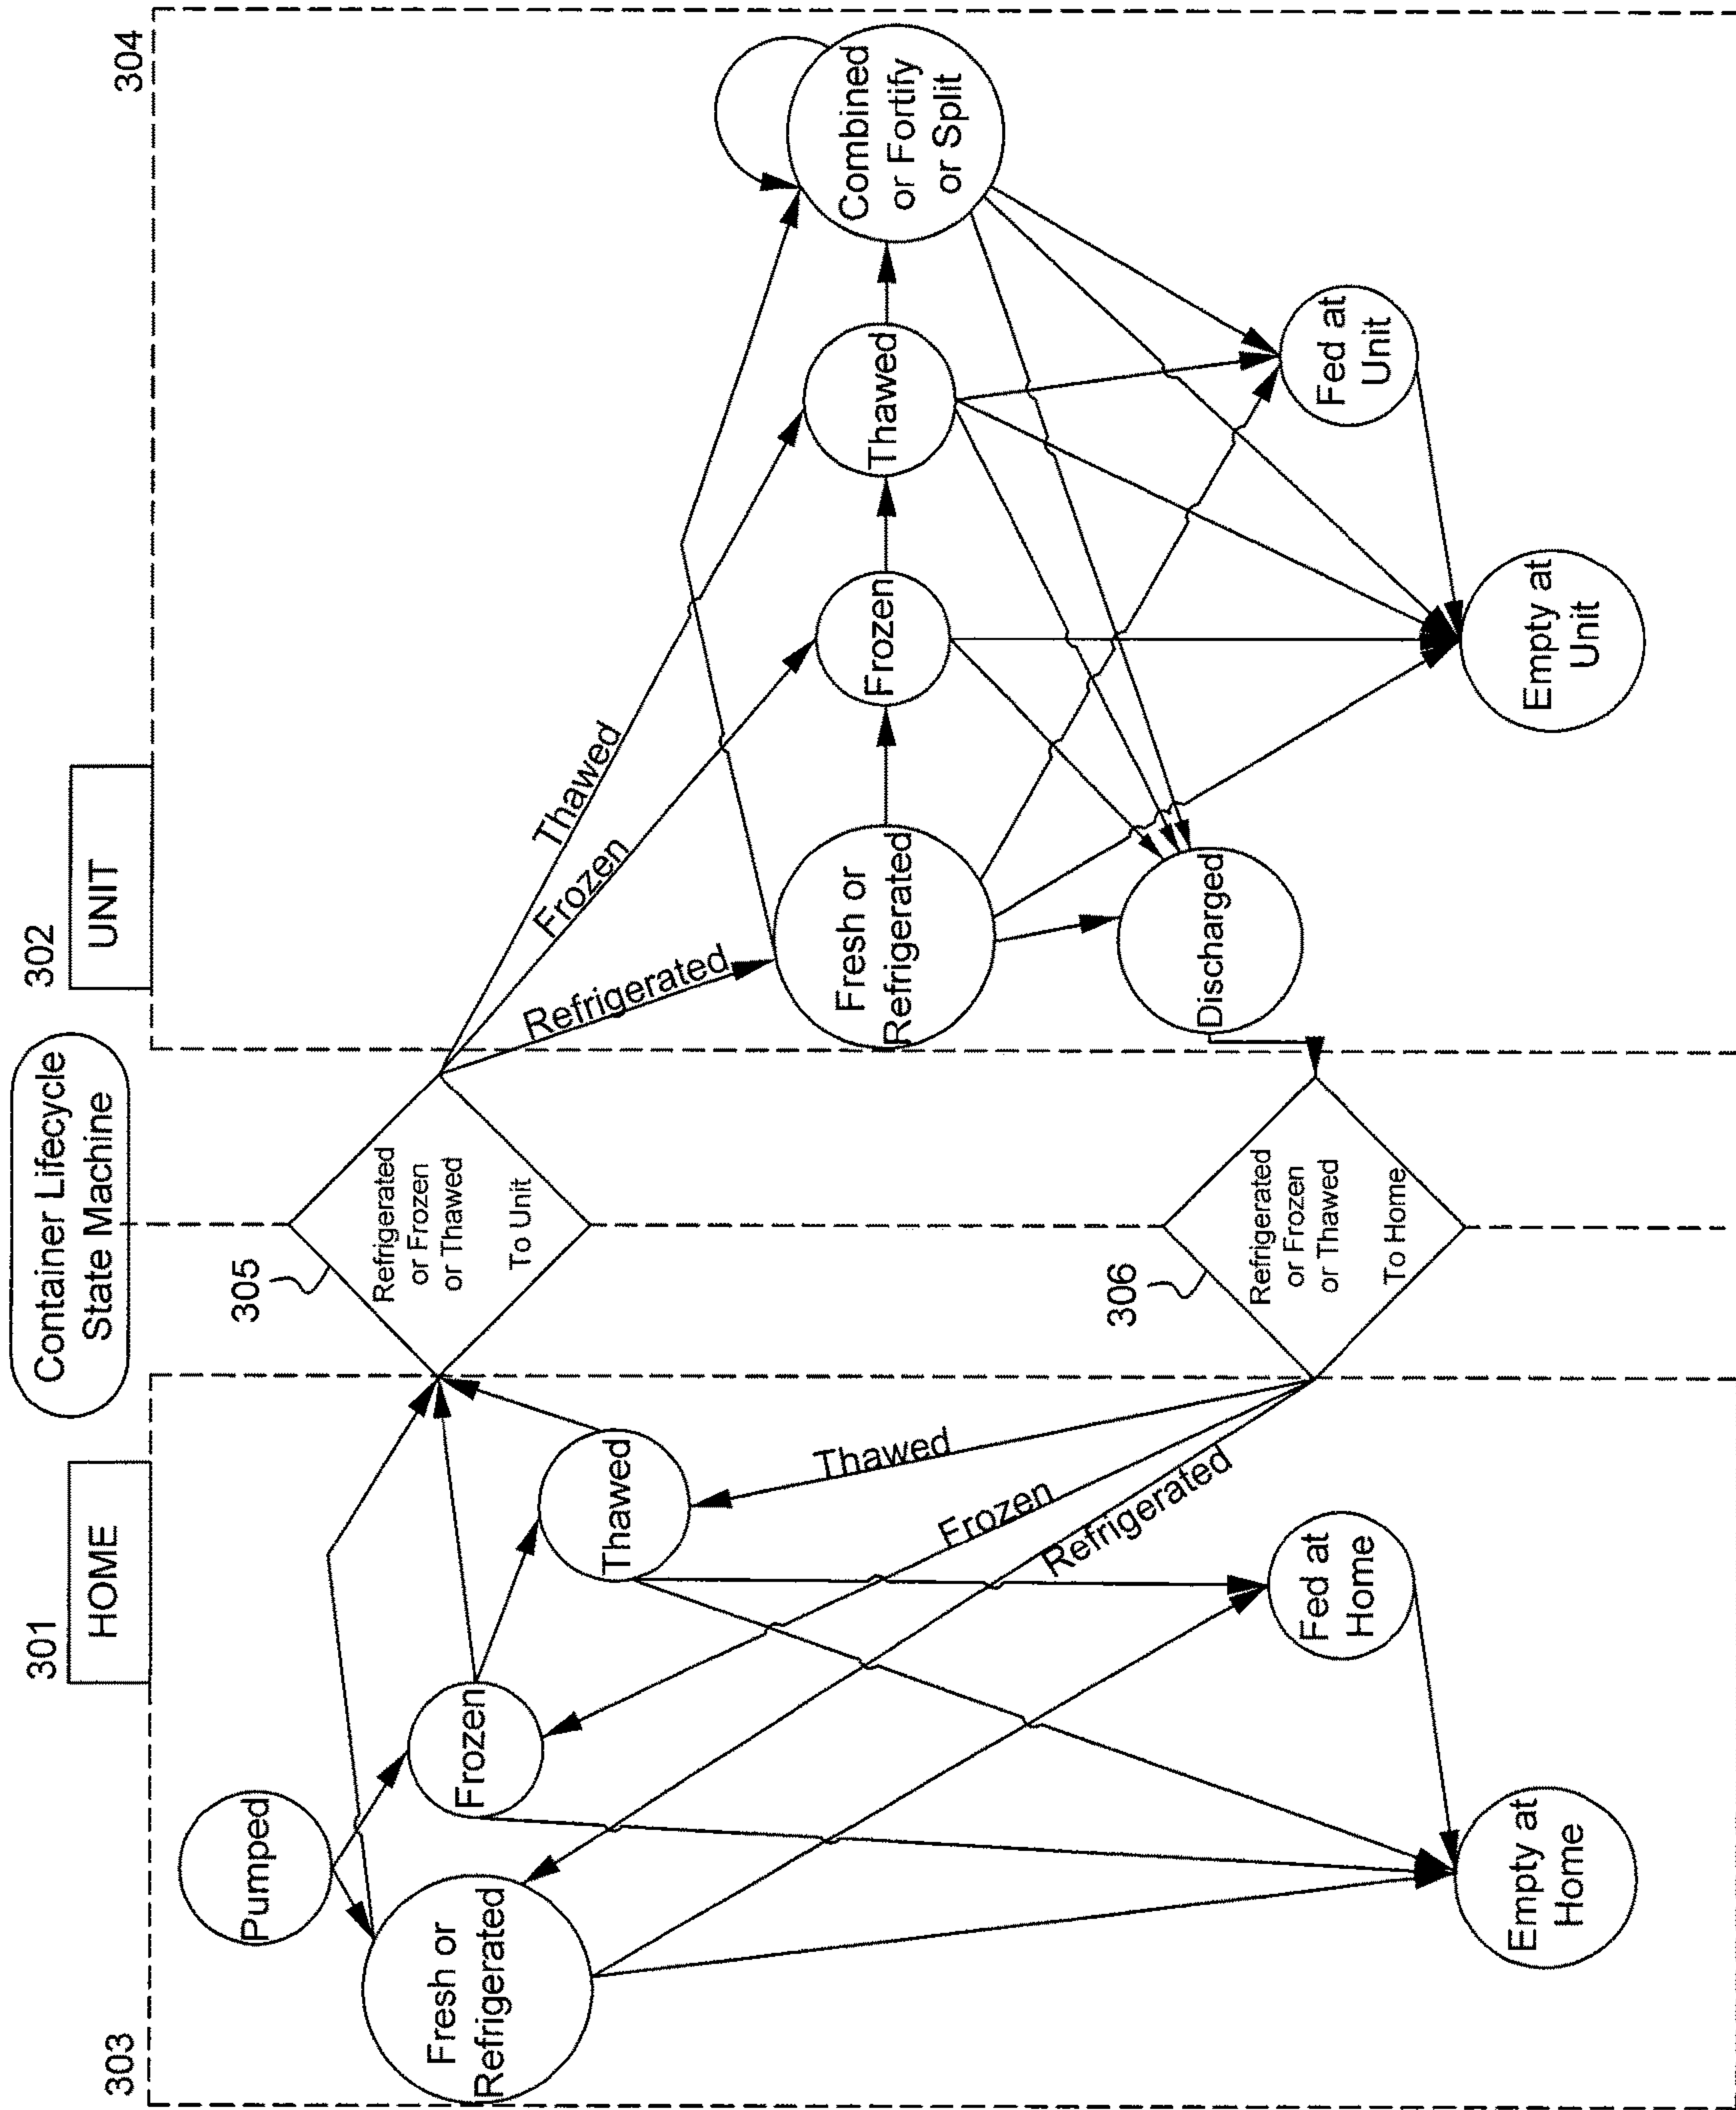 Container Lifecycle
State Machine
301
HOME
302
UNIT
303
Pumped
Fresh or
Refrigerated
Frozen
Thawed
Thawed
Frozen
Refrigerated
Fed at
Home
Empty at
Home
305
Refrigerated
or Frozen
or Thawed
To Unit
306
Refrigerated
or Frozen
or Thawed
To Home
304
Thawed
Frozen
Refrigerated
Fresh or
Refrigerated
Frozen
Thawed
Combined
or Fortify
or Split
Discharged
Fed at
Unit
Empty at
Unit